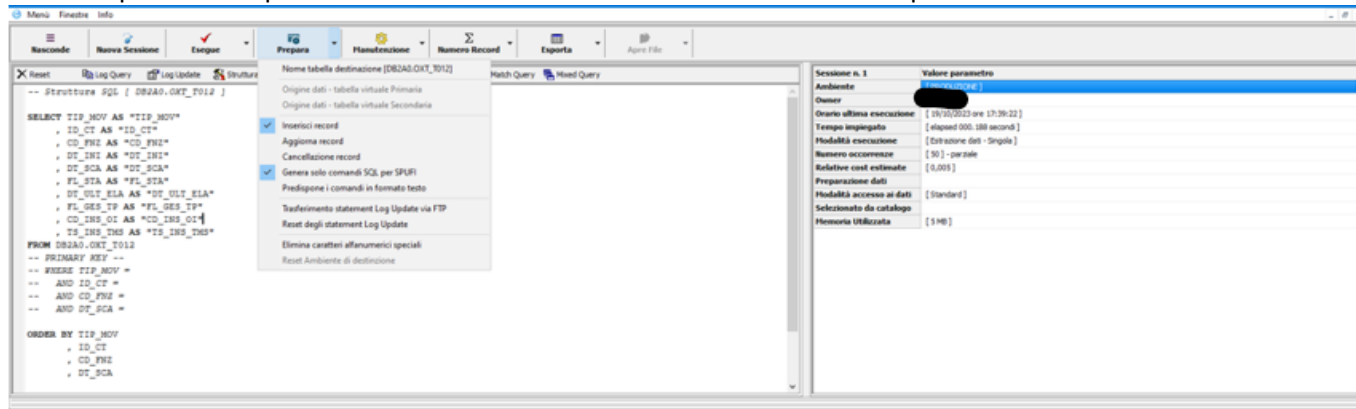 Menù Finestre Info
Nasconde Nuova Sessione Esegue Prepara Manutenzione Numero Record Esporta Apre File
Reset Log Query Log Update Struttura Match Query Mixed Query
-- Struttura SQL [ DB2A0.OXT_T012 ]
SELECT TIP_MOV AS "TIP_MOV"
, ID_CT AS "ID_CT"
, CD_FNZ AS "CD_FNZ"
, DT_INI AS "DT_INI"
, DT_SCA AS "DT_SCA"
, FL_STA AS "FL_STA"
, DT_ULT_ELA AS "DT_ULT_ELA"
, FL_GES_TP AS "FL_GES_TP"
, CD_INS_OI AS "CD_INS_OI"
, TS_INS_TMS AS "TS_INS_TMS"
FROM DB2A0.OXT_T012
-- PRIMARY KEY --
-- WHERE TIP_MOV =
-- AND ID_CT =
-- AND CD_FNZ =
-- AND DT_SCA =
ORDER BY TIP_MOV
, ID_CT
, CD_FNZ
, DT_SCA
Nome tabella destinazione [DB2A0.OXT_T012]
Origine dati - tabella virtuale Primaria
Origine dati - tabella virtuale Secondaria
Inserisci record
Aggiorna record
Cancellazione record
Genera solo comandi SQL per SPUFI
Predispone i comandi in formato testo
Trasferimento statement Log Update via FTP
Reset degli statement Log Update
Elimina caratteri alfanumerici speciali
Reset Ambiente di destinzione
Sessione n. 1 Valore parametro
Ambiente [ PRODUZIONE ]
Owner
Orario ultima esecuzione [ 19/10/2023 ore 17:39:22 ]
Tempo impiegato [ elapsed 000.188 secondi ]
Modalità esecuzione [ Estrazione dati - Singola ]
Numero occorrenze [ 50 ] - parziale
Relative cost estimate [ 0,005 ]
Preparazione dati
Modalità accesso ai dati [ Standard ]
Selezionato da catalogo
Memoria Utilizzata [ 5 MB ]